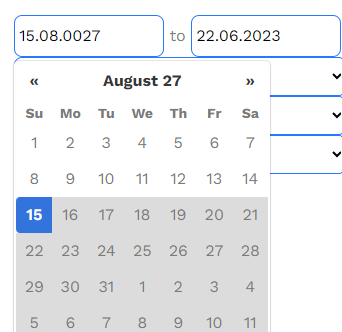 15.08.0027 to 22.06.2023
« August 27 »
Su Mo Tu We Th Fr Sa
1 2 3 4 5 6 7
8 9 10 11 12 13 14
15 16 17 18 19 20 21
22 23 24 25 26 27 28
29 30 31 1 2 3 4
5 6 7 8 9 10 11